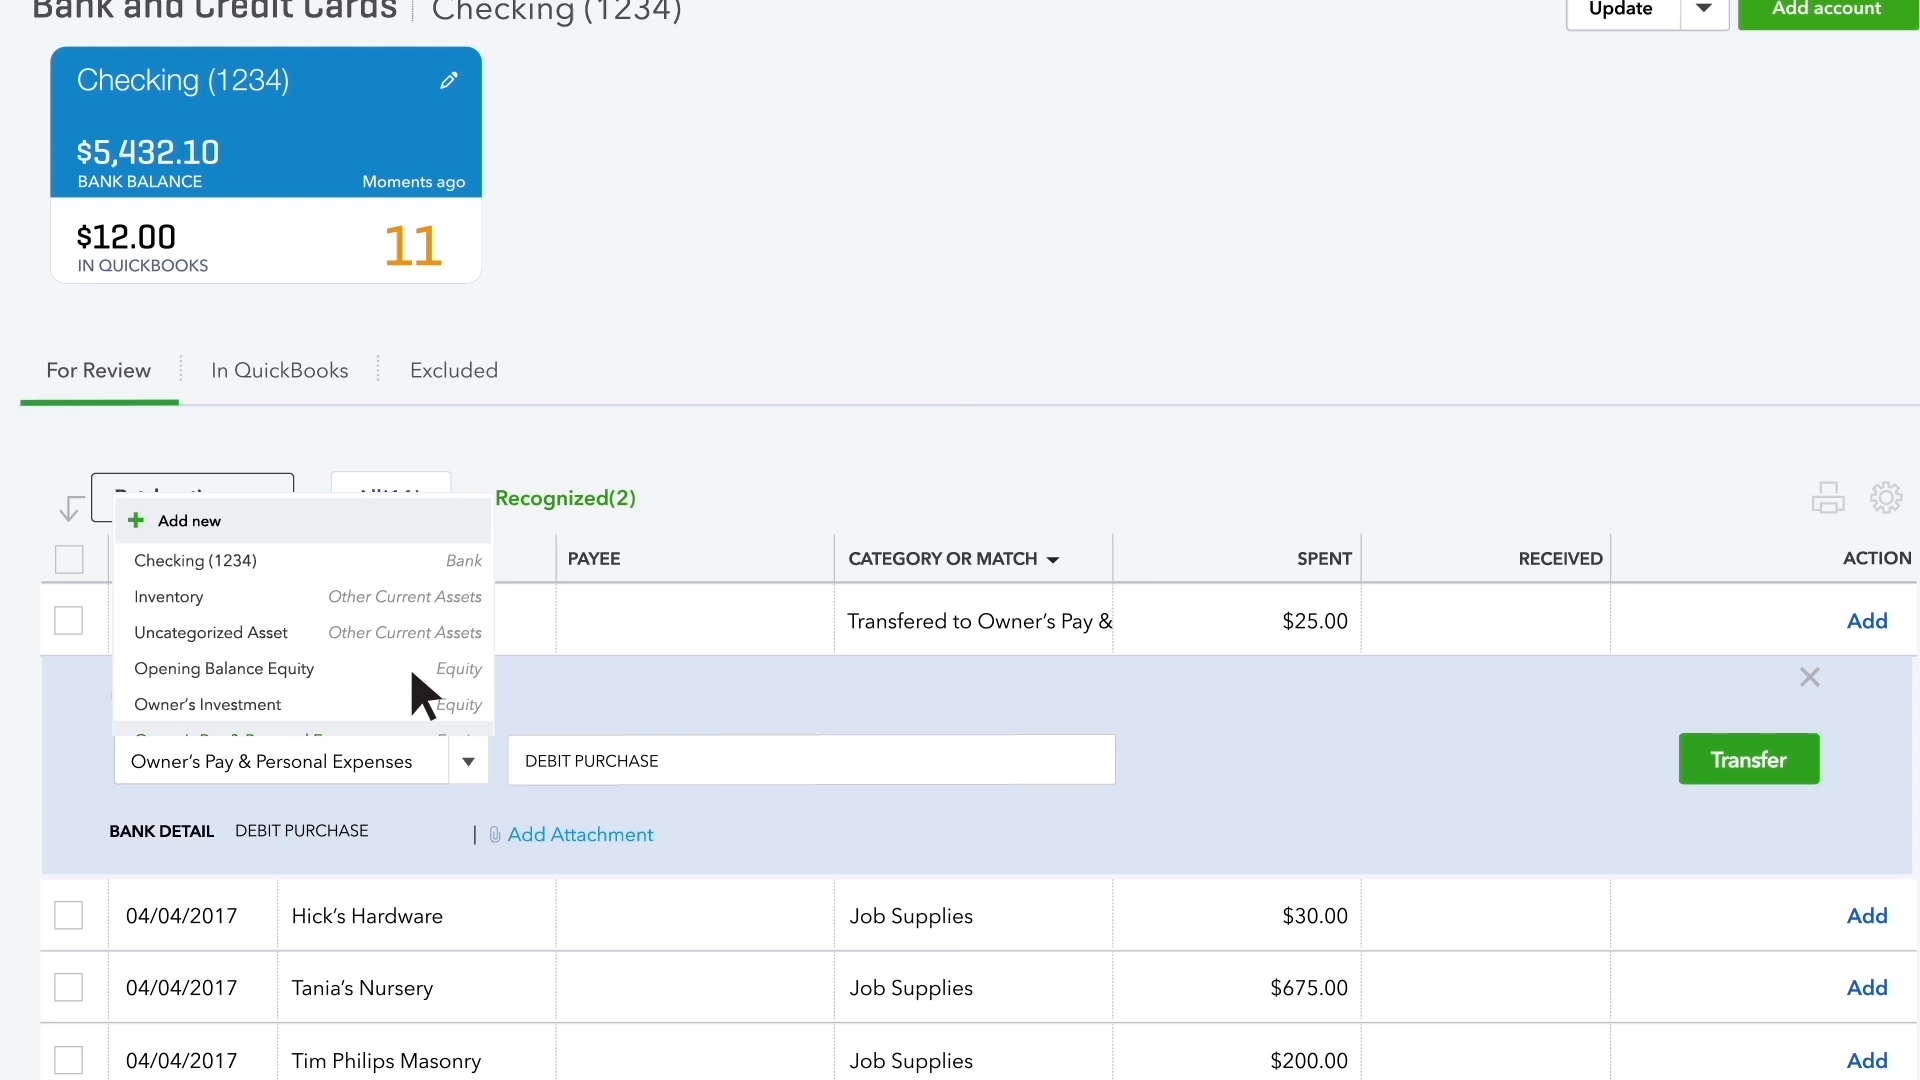 Bank and Credit Cards Checking (1234)
Update Add account
Checking (1234)
$5,432.10
BANK BALANCE Moments ago
$12.00 11
IN QUICKBOOKS
For Review In QuickBooks Excluded
Recognized(2)
Add new
Checking (1234) Bank
Inventory Other Current Assets
Uncategorized Asset Other Current Assets
Opening Balance Equity Equity
Owner's Investment Equity
PAYEE CATEGORY OR MATCH SPENT RECEIVED ACTION
Transfered to Owner's Pay & $25.00 Add
Owner's Pay & Personal Expenses DEBIT PURCHASE Transfer
BANK DETAIL DEBIT PURCHASE | Add Attachment
04/04/2017 Hick's Hardware Job Supplies $30.00 Add
04/04/2017 Tania's Nursery Job Supplies $675.00 Add
04/04/2017 Tim Philips Masonry Job Supplies $200.00 Add